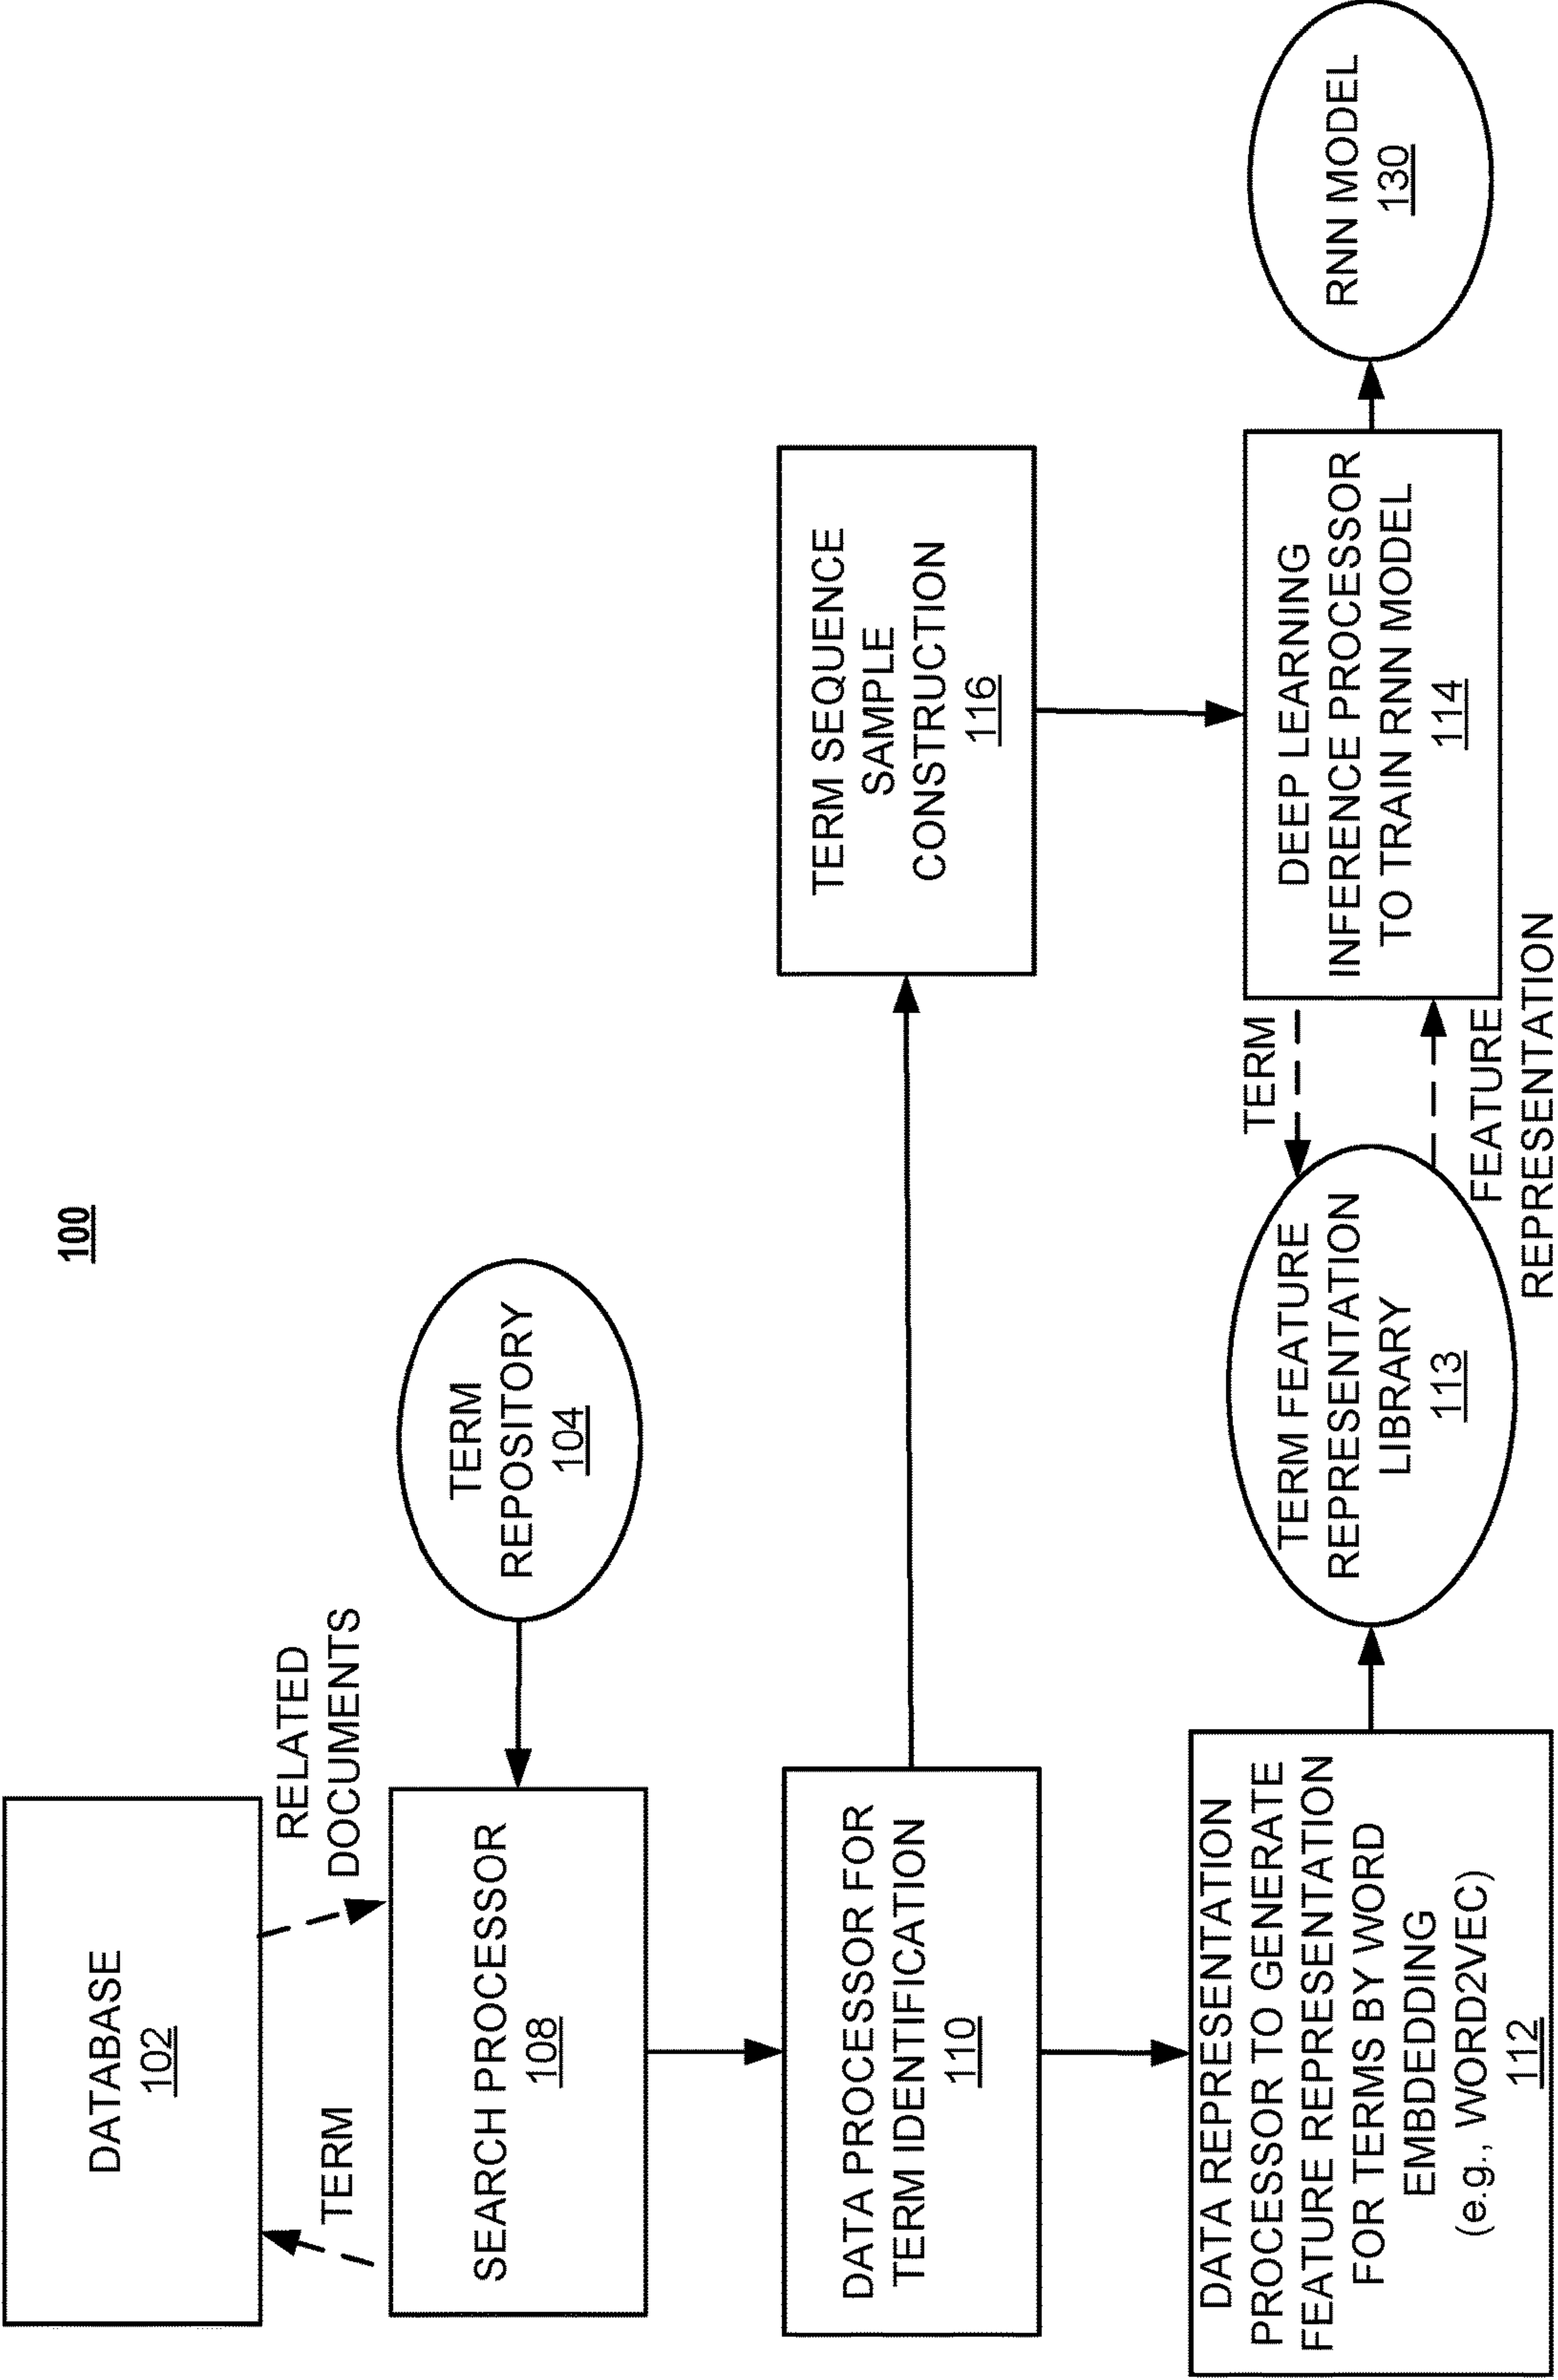 100
DATABASE
102
TERM
RELATED
DOCUMENTS
SEARCH PROCESSOR
108
TERM
REPOSITORY
104
DATA PROCESSOR FOR
TERM IDENTIFICATION
110
TERM SEQUENCE
SAMPLE
CONSTRUCTION
116
DATA REPRESENTATION
PROCESSOR TO GENERATE
FEATURE REPRESENTATION
FOR TERMS BY WORD
EMBDEDDING
(e.g., WORD2VEC)
112
TERM FEATURE
REPRESENTATION
LIBRARY
113
TERM
FEATURE
REPRESENTATION
DEEP LEARNING
INFERENCE PROCESSOR
TO TRAIN RNN MODEL
114
RNN MODEL
130